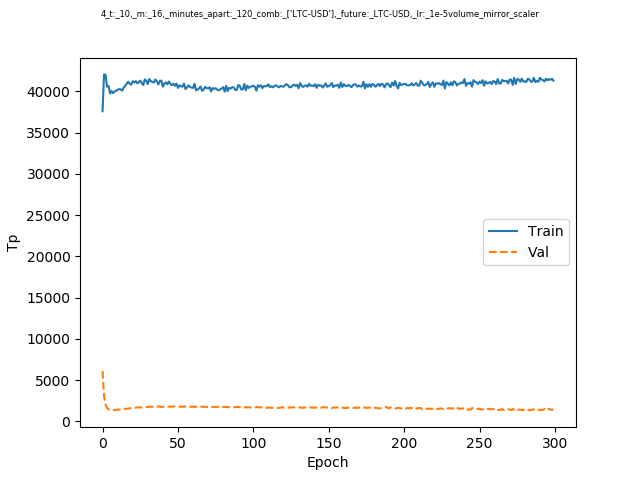 4_t:_10,_m:_16,_minutes_apart:_120_comb:_['LTC-USD'],_future:_LTC-USD,_lr:_1e-5volume_mirror_scaler
40000
35000
30000
25000
20000
15000
10000
5000
0
Tp
Train
Val
0 50 100 150 200 250 300
Epoch